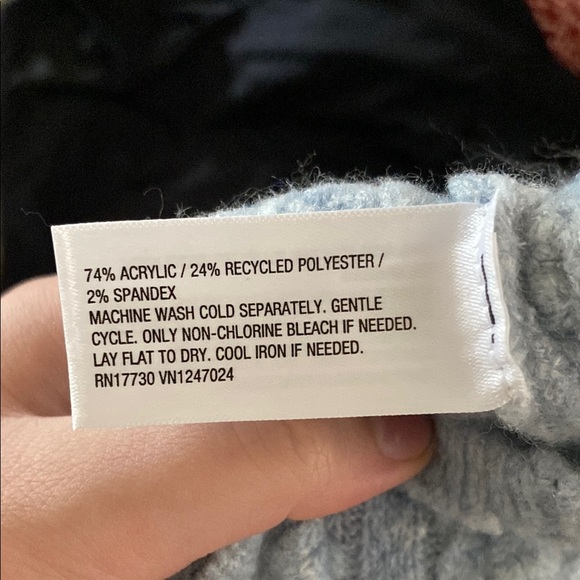 74% ACRYLIC / 24% RECYCLED POLYESTER /
2% SPANDEX
MACHINE WASH COLD SEPARATELY. GENTLE
CYCLE. ONLY NON-CHLORINE BLEACH IF NEEDED.
LAY FLAT TO DRY. COOL IRON IF NEEDED.
RN17730 VN1247024